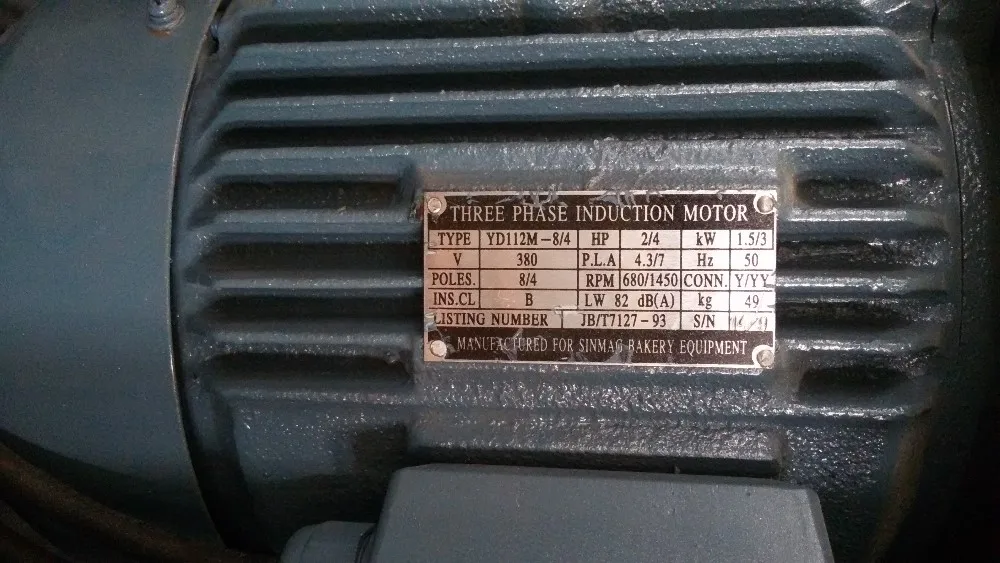 THREE PHASE INDUCTION MOTOR
TYPE YD112M-8/4 HP 2/4 kW 1.5/3
V 380 P.L.A 4.3/7 Hz 50
POLES. 8/4 RPM 680/1450 CONN. Y/YY
INS.CL B LW 82 dB(A) kg 49
LISTING NUMBER JB/T7127-93 S/N
MANUFACTURED FOR SINMAG BAKERY EQUIPMENT